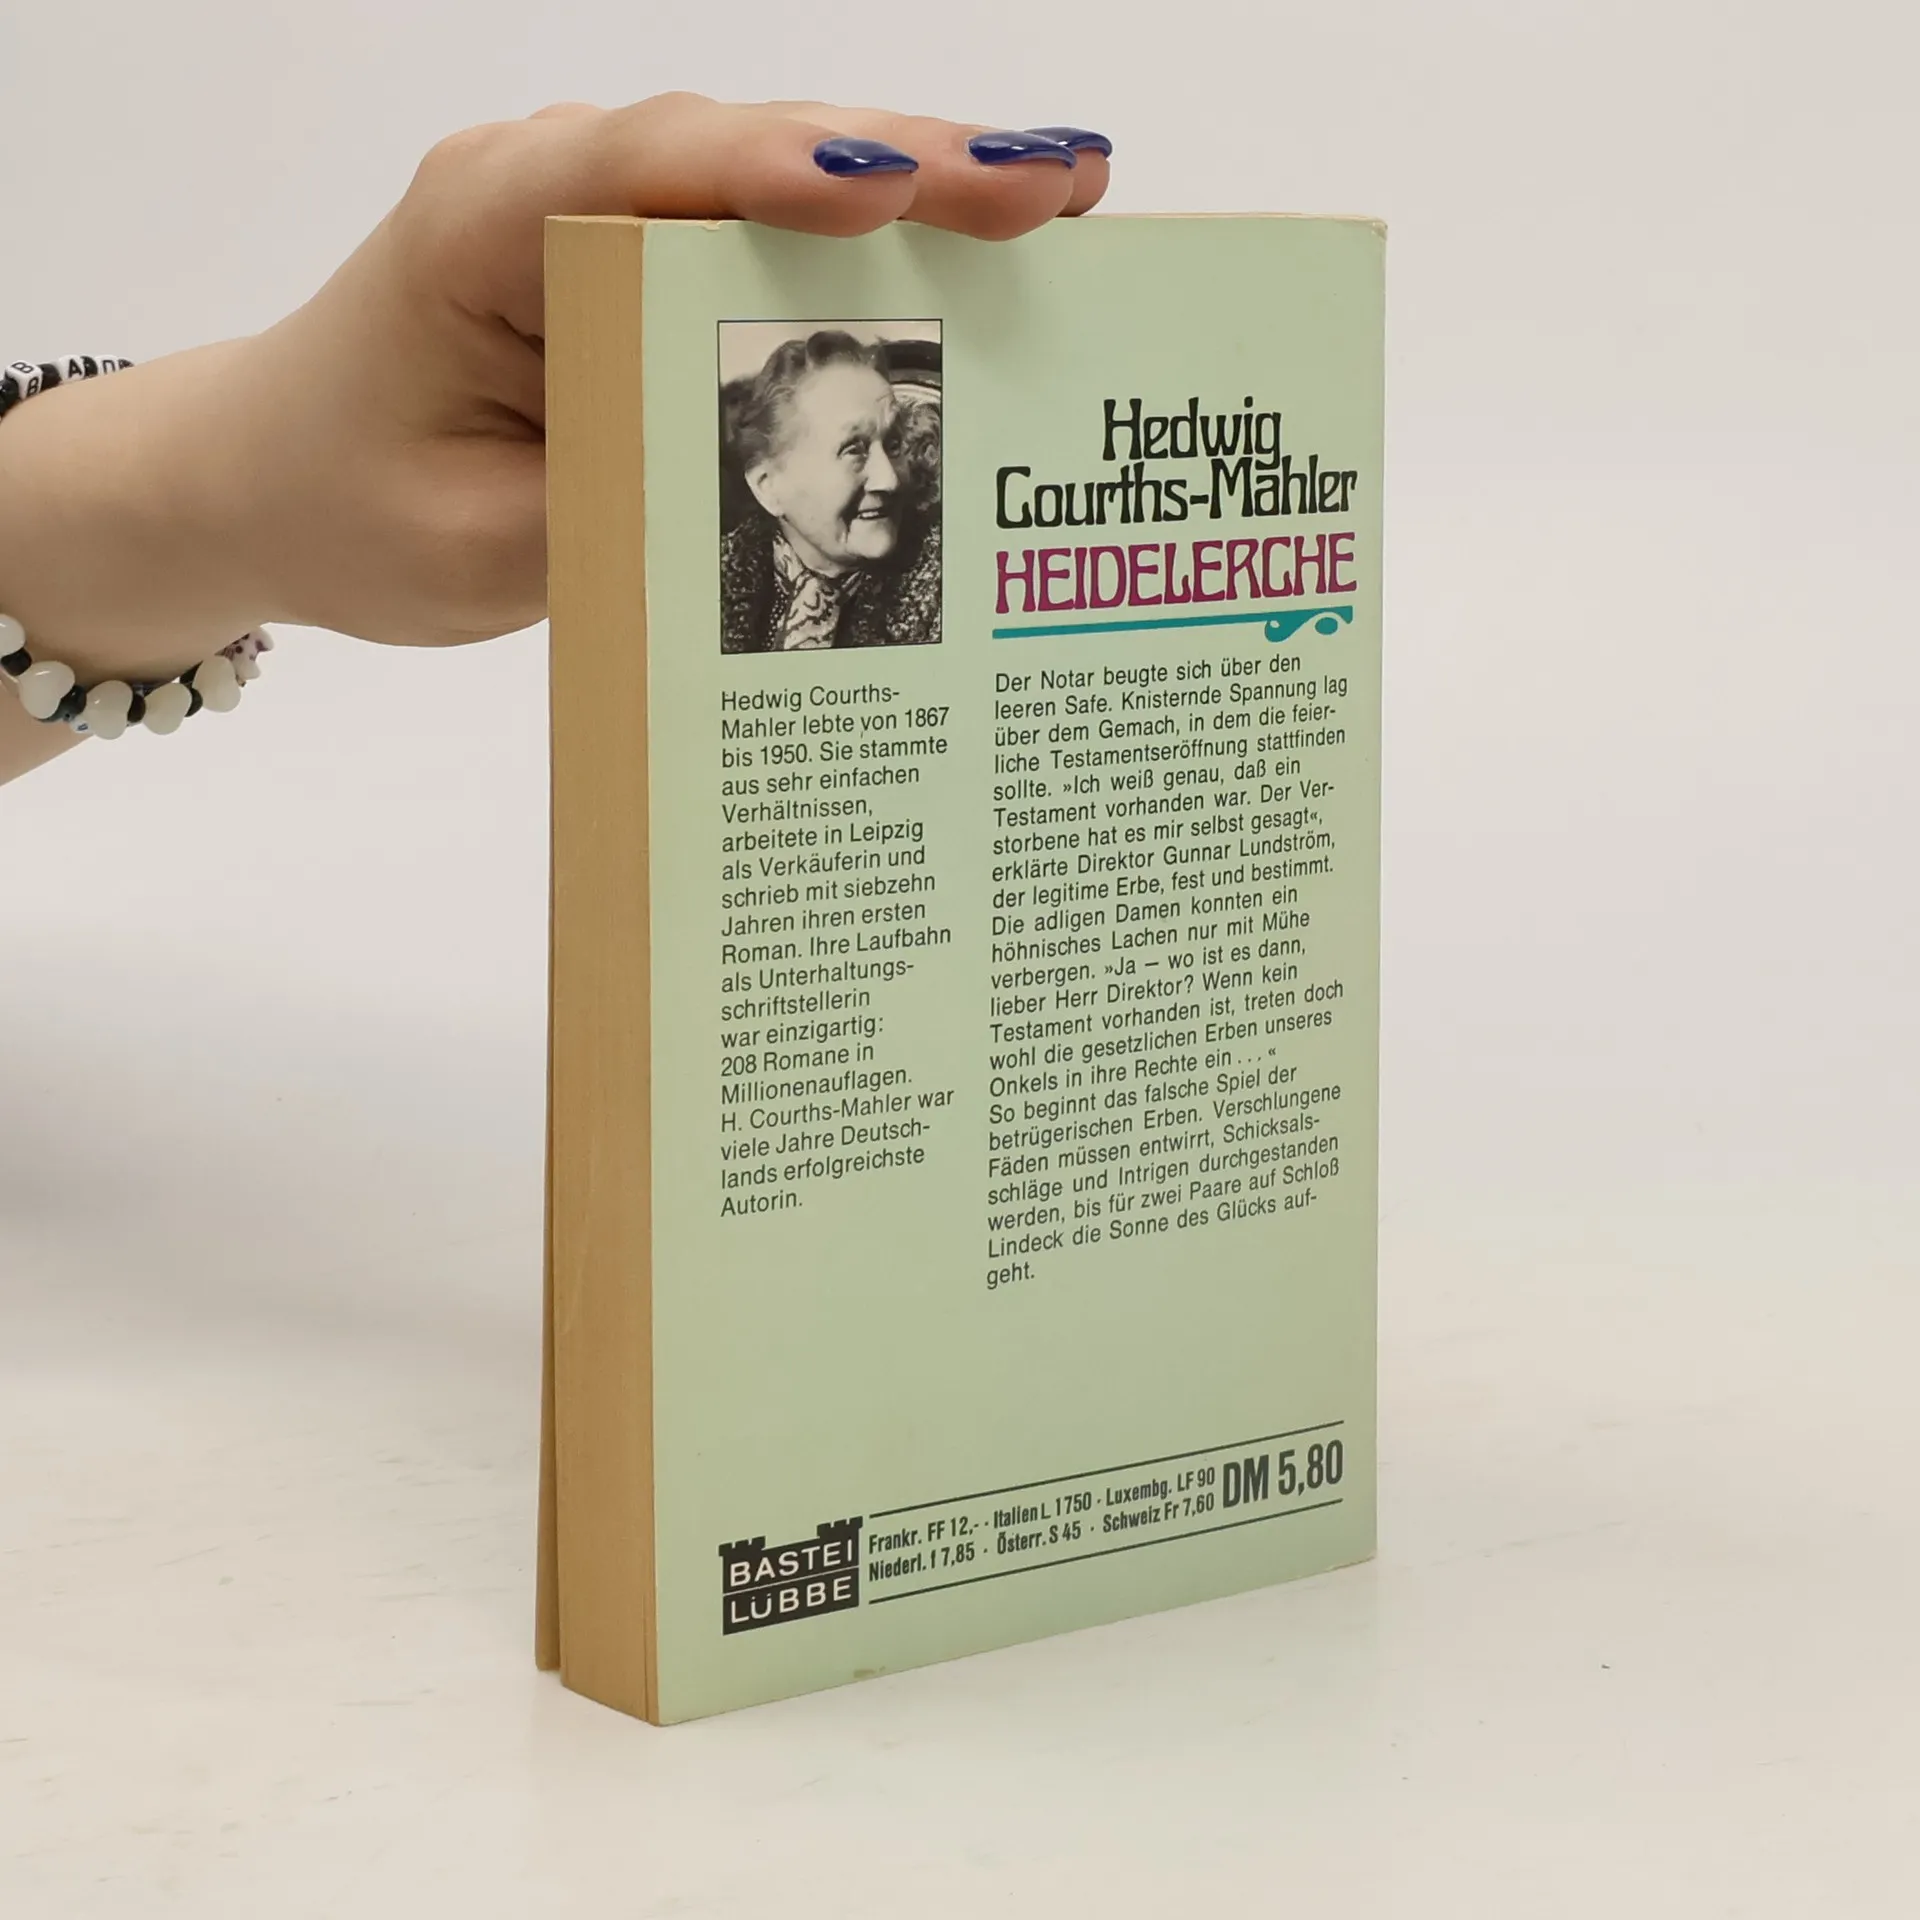 Hedwig
Courths-Mahler
HEIDELERCHE
Hedwig Courths-
Mahler lebte von 1867
bis 1950. Sie stammte
aus sehr einfachen
Verhältnissen,
arbeitete in Leipzig
als Verkäuferin und
schrieb mit siebzehn
Jahren ihren ersten
Roman. Ihre Laufbahn
als Unterhaltungs-
schriftstellerin
war einzigartig:
208 Romane in
Millionenauflagen.
H. Courths-Mahler war
viele Jahre Deutsch-
lands erfolgreichste
Autorin.
Der Notar beugte sich über den
leeren Safe. Knisternde Spannung lag
über dem Gemach, in dem die feier-
liche Testamentseröffnung stattfinden
sollte. »Ich weiß genau, daß ein
Testament vorhanden war. Der Ver-
storbene hat es mir selbst gesagt«,
erklärte Direktor Gunnar Lundström,
der legitime Erbe, fest und bestimmt.
Die adligen Damen konnten ein
höhnisches Lachen nur mit Mühe
verbergen. »Ja – wo ist es dann,
lieber Herr Direktor? Wenn kein
Testament vorhanden ist, treten doch
wohl die gesetzlichen Erben unseres
Onkels in ihre Rechte ein . . . «
So beginnt das falsche Spiel der
betrügerischen Erben. Verschlungene
Fäden müssen entwirrt, Schicksals-
schläge und Intrigen durchgestanden
werden, bis für zwei Paare auf Schloß
Lindeck die Sonne des Glücks auf-
geht.
BASTEI
LÜBBE
Frankr. FF 12,- · Italien L 1750 · Luxembg. LF 90
Niederl. f 7,85 · Österr. S 45 · Schweiz Fr 7,60
DM 5,80